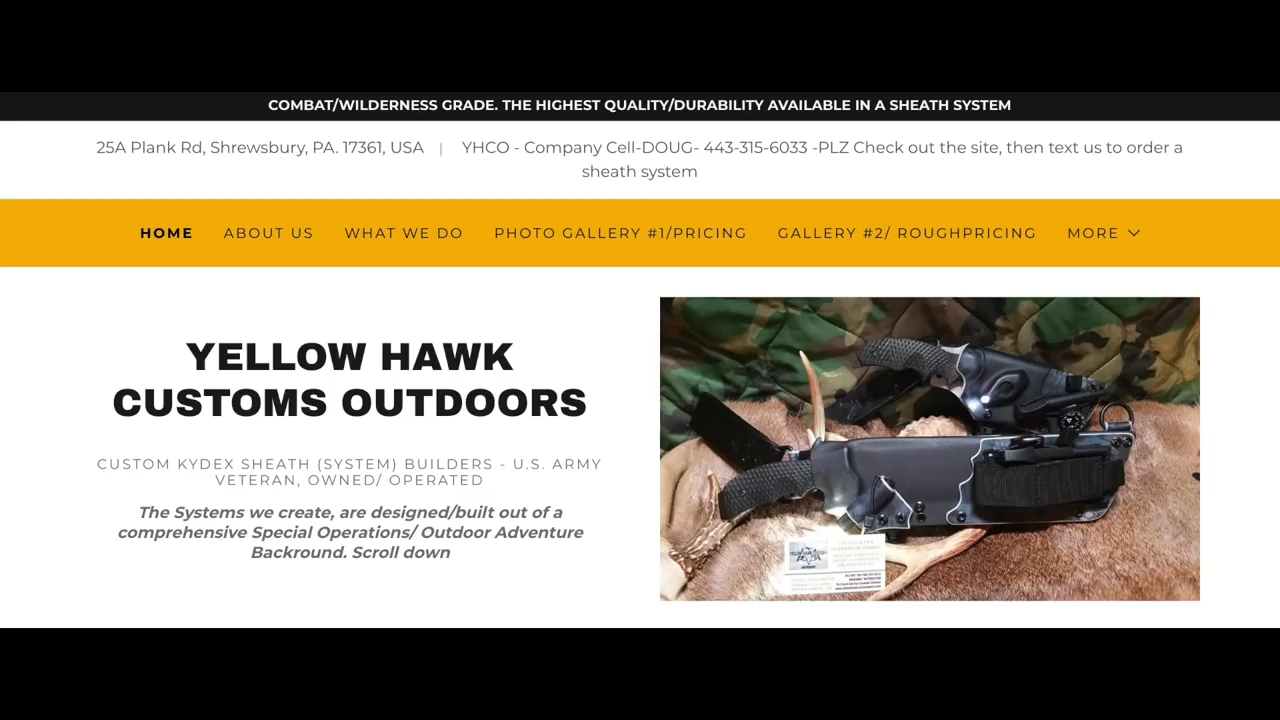 COMBAT/WILDERNESS GRADE. THE HIGHEST QUALITY/DURABILITY AVAILABLE IN A SHEATH SYSTEM
25A Plank Rd, Shrewsbury, PA. 17361, USA | YHCO - Company Cell-DOUG- 443-315-6033 -PLZ Check out the site, then text us to order a
sheath system
HOME ABOUT US WHAT WE DO PHOTO GALLERY #1/PRICING GALLERY #2/ ROUGHPRICING MORE
YELLOW HAWK
CUSTOMS OUTDOORS
CUSTOM KYDEX SHEATH (SYSTEM) BUILDERS - U.S. ARMY
VETERAN, OWNED/ OPERATED
The Systems we create, are designed/built out of a
comprehensive Special Operations/ Outdoor Adventure
Backround. Scroll down